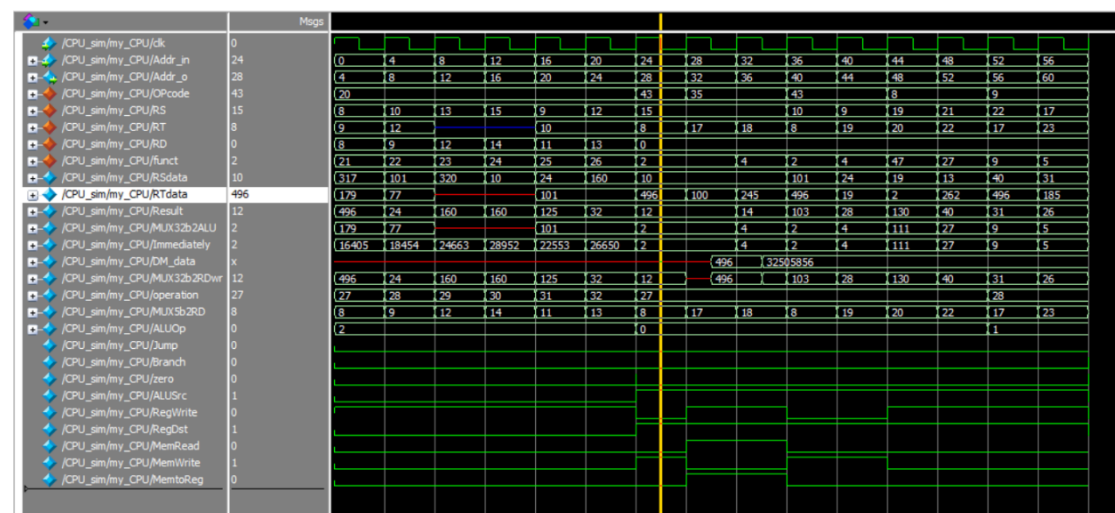 Msgs
/CPU_sim/my_CPU/clk 0
/CPU_sim/my_CPU/Addr_in 24 0 4 8 12 16 20 24 28 32 36 40 44 48 52 56
/CPU_sim/my_CPU/Addr_o 28 4 8 12 16 20 24 28 32 36 40 44 48 52 56 60
/CPU_sim/my_CPU/OPcode 43 20 43 35 43 8 9
/CPU_sim/my_CPU/RS 15 8 10 13 15 9 12 15 10 9 19 21 22 17
/CPU_sim/my_CPU/RT 8 9 12 10 8 17 18 8 19 20 22 17 23
/CPU_sim/my_CPU/RD 0 8 9 12 14 11 13 0
/CPU_sim/my_CPU/funct 2 21 22 23 24 25 26 2 4 2 4 47 27 9 5
/CPU_sim/my_CPU/RSdata 10 317 101 320 10 24 160 10 101 24 19 13 40 31
/CPU_sim/my_CPU/RTdata 496 179 77 101 496 100 245 496 19 2 262 496 185
/CPU_sim/my_CPU/Result 12 496 24 160 160 125 32 12 14 103 28 130 40 31 26
/CPU_sim/my_CPU/MUX32b2ALU 2 179 77 101 2 4 2 4 111 27 9 5
/CPU_sim/my_CPU/Immediately 2 16405 18454 24663 28952 22553 26650 2 4 2 4 111 27 9 5
/CPU_sim/my_CPU/DM_data x 496 32505856
/CPU_sim/my_CPU/MUX32b2RDwr 12 496 24 160 160 125 32 12 496 103 28 130 40 31 26
/CPU_sim/my_CPU/operation 27 27 28 29 30 31 32 27 28
/CPU_sim/my_CPU/MUX5b2RD 8 8 9 12 14 11 13 8 17 18 8 19 20 22 17 23
/CPU_sim/my_CPU/ALUOp 0 2 0 1
/CPU_sim/my_CPU/Jump 0
/CPU_sim/my_CPU/Branch 0
/CPU_sim/my_CPU/zero 0
/CPU_sim/my_CPU/ALUSrc 1
/CPU_sim/my_CPU/RegWrite 0
/CPU_sim/my_CPU/RegDst 1
/CPU_sim/my_CPU/MemRead 0
/CPU_sim/my_CPU/MemWrite 1
/CPU_sim/my_CPU/MemtoReg 0